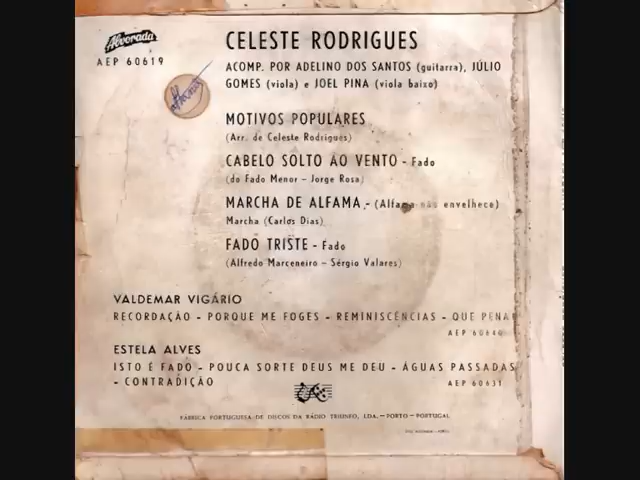 Alvorada
AEP 60619
CELESTE RODRIGUES
ACOMP. POR ADELINO DOS SANTOS (guitarra), JÚLIO
GOMES (viola) e JOEL PINA (viola baixo)
MOTIVOS POPULARES
(Arr. de Celeste Rodrigues)
CABELO SOLTO AO VENTO - Fado
(do Fado Menor - Jorge Rosa)
MARCHA DE ALFAMA - (Alfama não envelhece)
Marcha (Carlos Dias)
FADO TRISTE - Fado
(Alfredo Marceneiro - Sérgio Valares)
VALDEMAR VIGÁRIO
RECORDAÇÃO - PORQUE ME FOGES - REMINISCÊNCIAS - QUE PENA
AEP 60640
ESTELA ALVES
ISTO É FADO - POUCA SORTE DEUS ME DEU - ÁGUAS PASSADAS
- CONTRADIÇÃO
AEP 60631
FÁBRICA PORTUGUESA DE DISCOS DA RÁDIO TRIUNFO, LDA. - PORTO - PORTUGAL